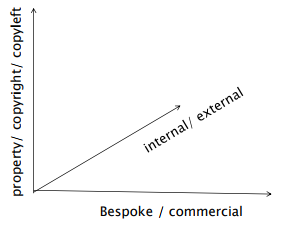 property/ copyright/ copyleft
internal/ external
Bespoke / commercial